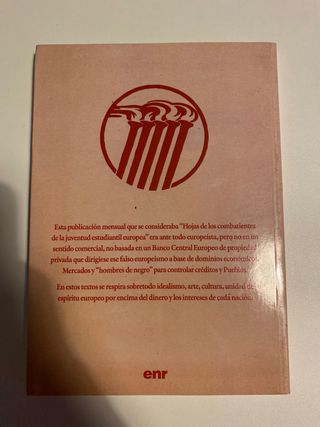 Esta publicación mensual que se consideraba "Hojas de los combatientes
de la juventud estudiantil europea" era ante todo europeista, pero no en un
sentido comercial, no basada en un Banco Central Europeo de propiedad
privada que dirigiese ese falso europeismo a base de dominios económicos,
Mercados y "hombres de negro" para controlar créditos y Pueblos.
En estos textos se respira sobretodo idealismo, arte, cultura, unidad de
espíritu europeo por encima del dinero y los intereses de cada nación.
enr